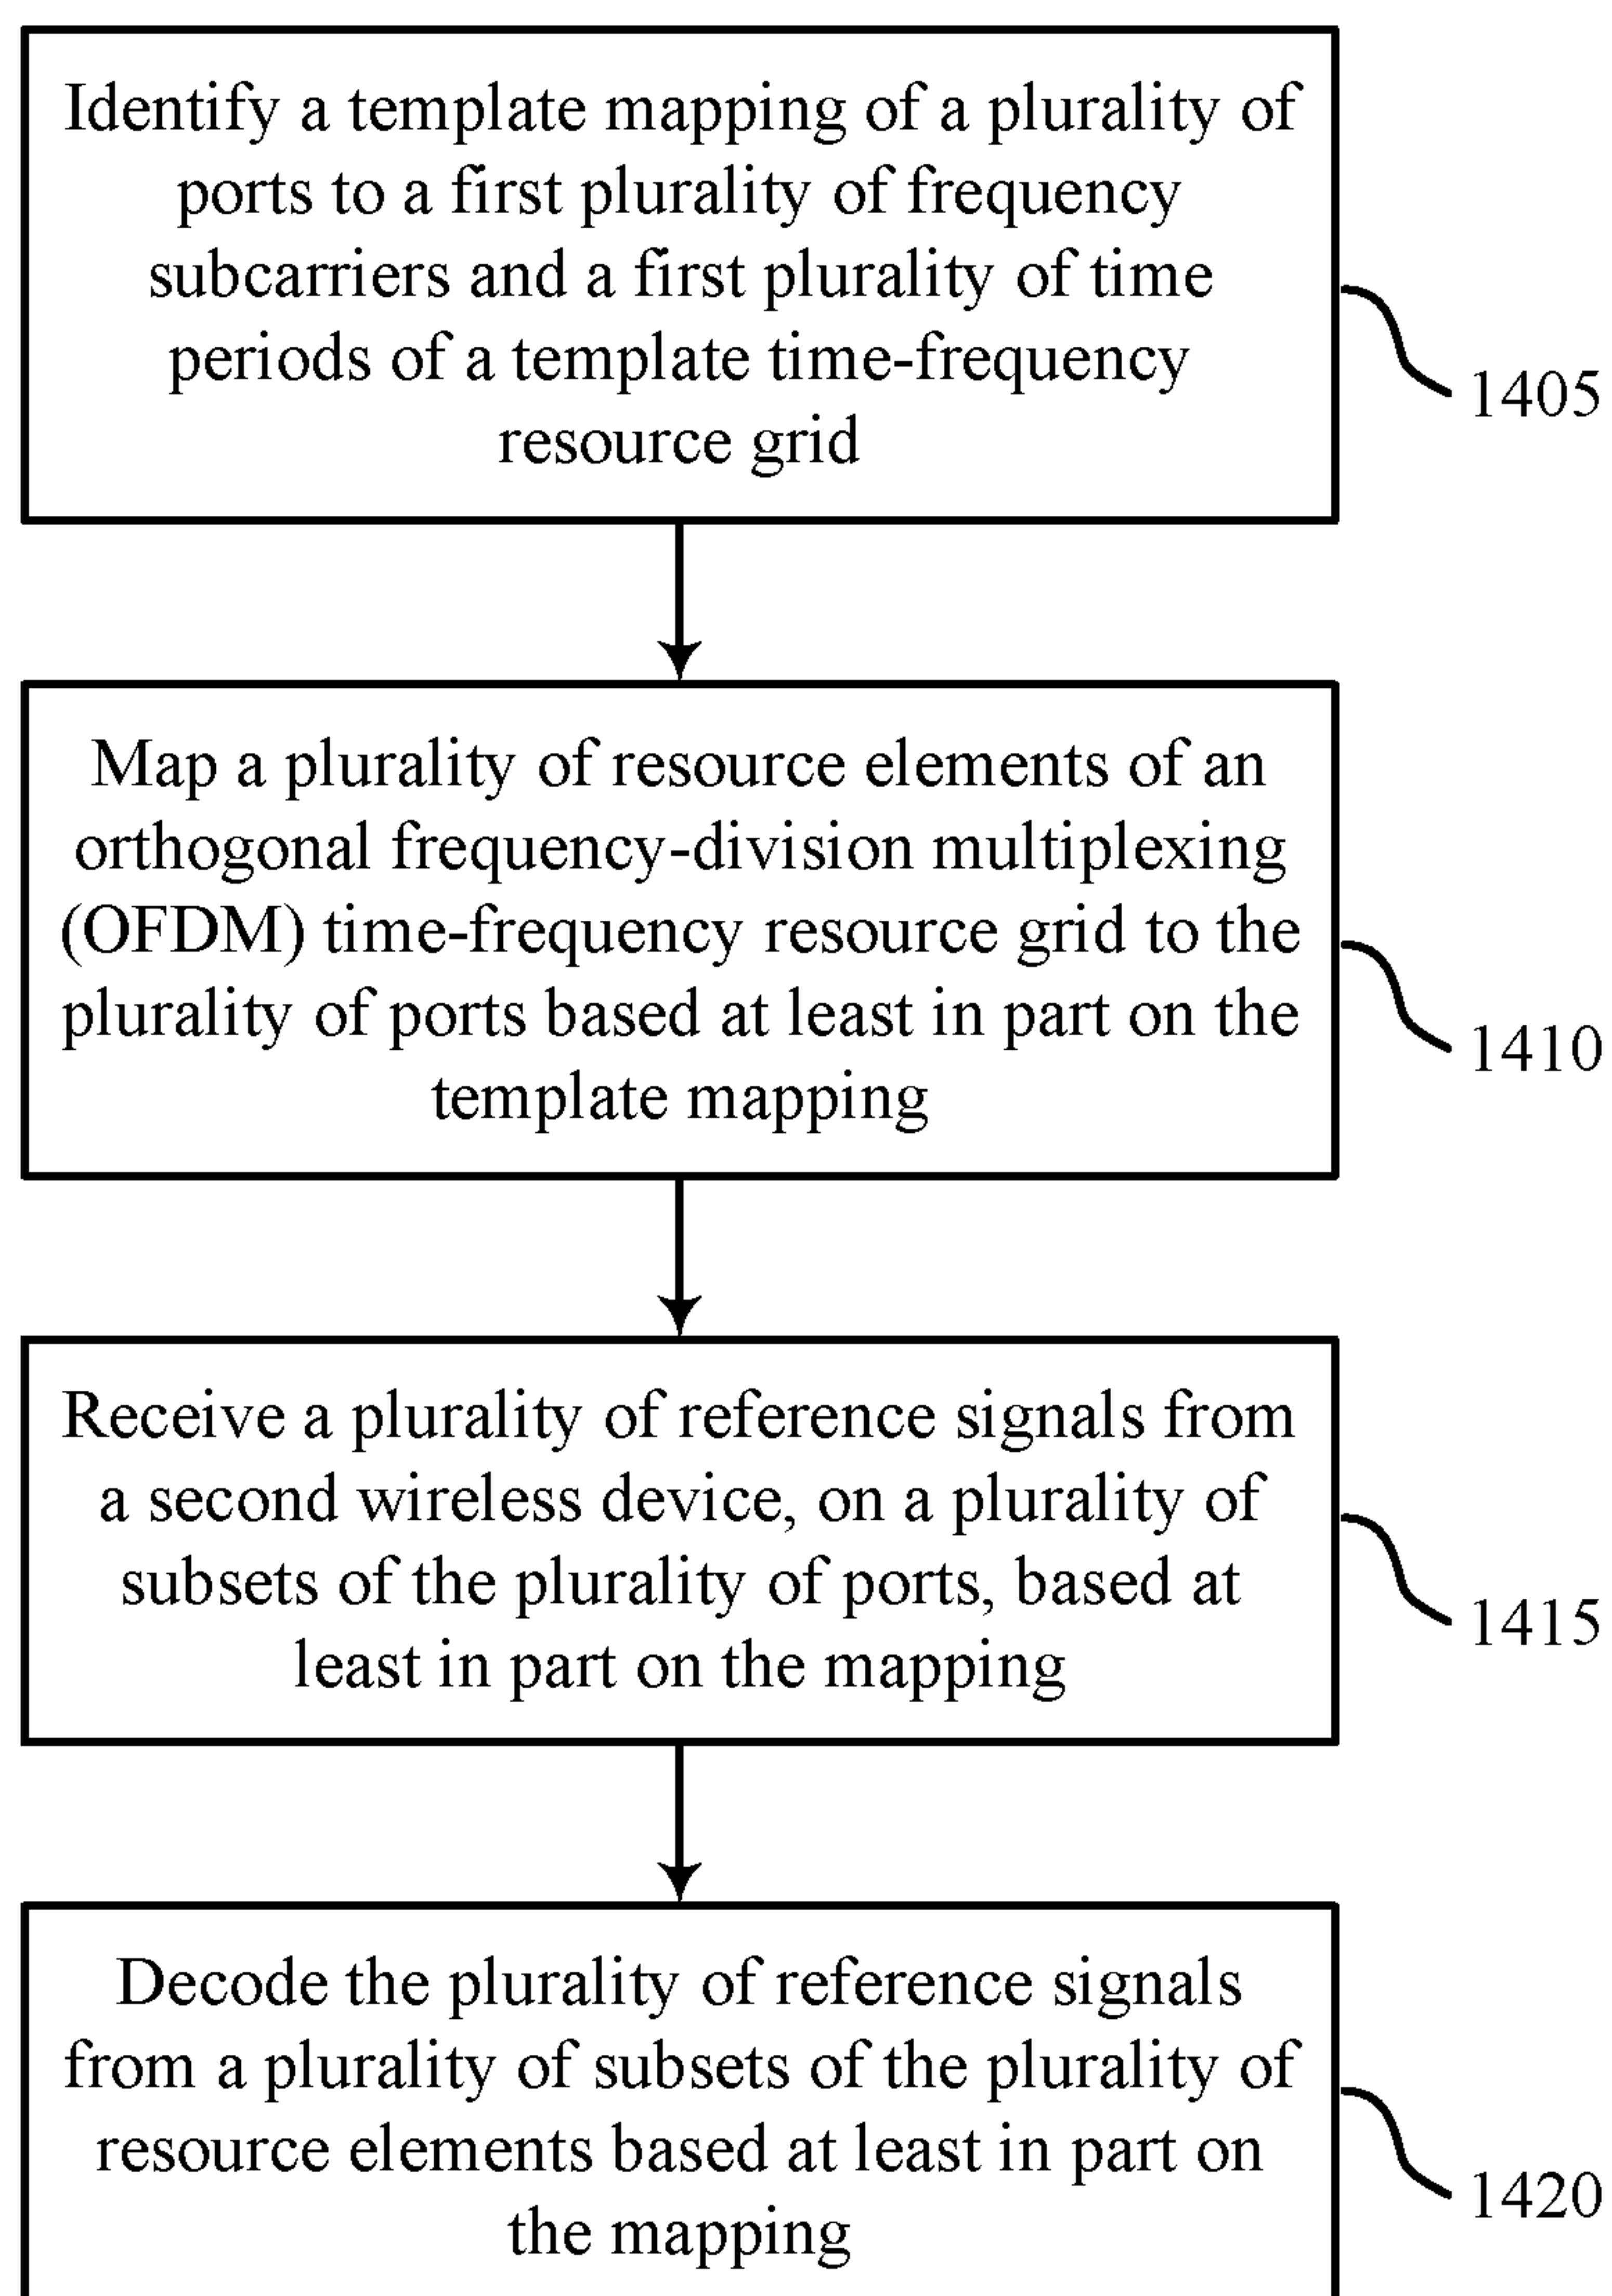 Identify a template mapping of a plurality of
ports to a first plurality of frequency
subcarriers and a first plurality of time
periods of a template time-frequency
resource grid
1405
Map a plurality of resource elements of an
orthogonal frequency-division multiplexing
(OFDM) time-frequency resource grid to the
plurality of ports based at least in part on the
template mapping
1410
Receive a plurality of reference signals from
a second wireless device, on a plurality of
subsets of the plurality of ports, based at
least in part on the mapping
1415
Decode the plurality of reference signals
from a plurality of subsets of the plurality of
resource elements based at least in part on
the mapping
1420